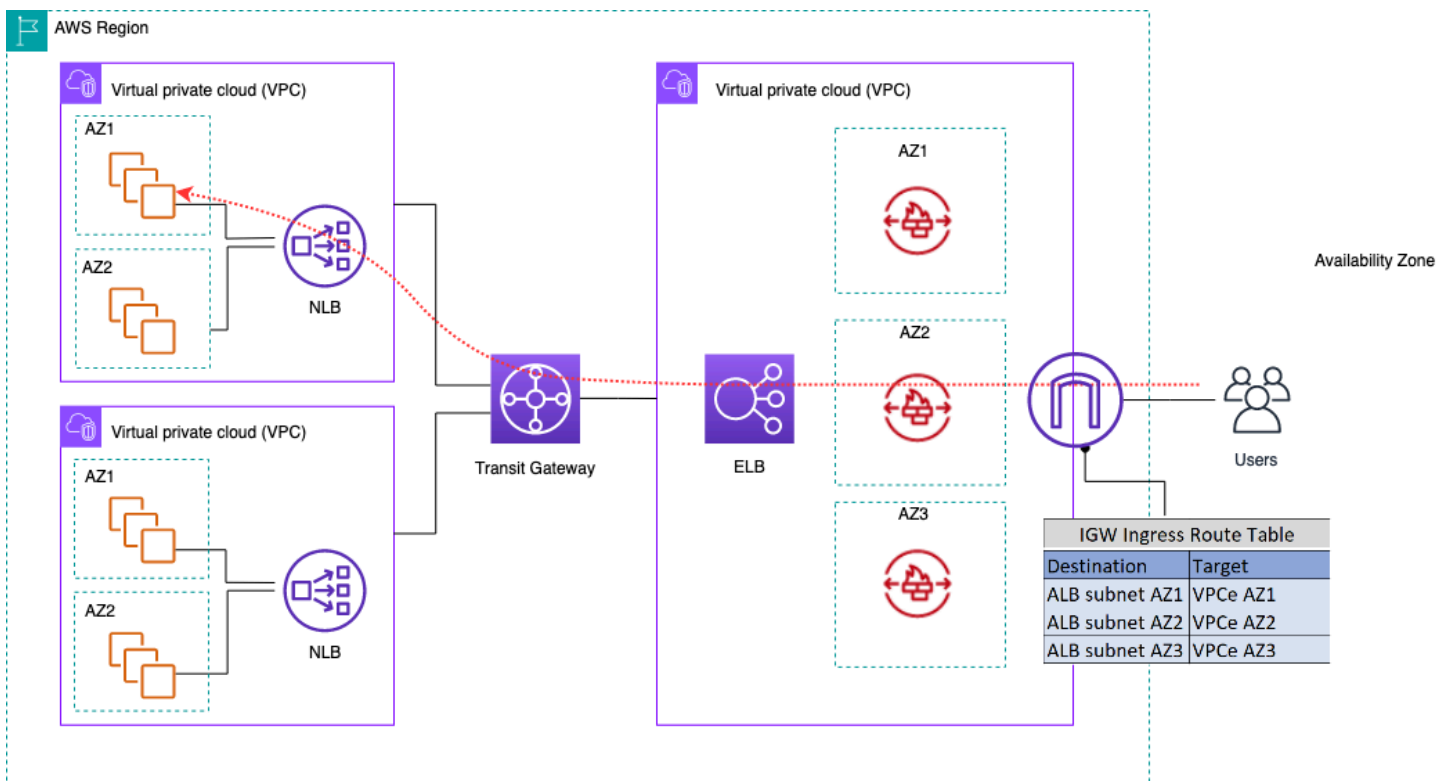 AWS Region
Virtual private cloud (VPC)
AZ1
AZ2
NLB
Virtual private cloud (VPC)
AZ1
AZ2
NLB
Transit Gateway
Virtual private cloud (VPC)
AZ1
AZ2
AZ3
ELB
Availability Zone
Users
IGW Ingress Route Table
Destination Target
ALB subnet AZ1 VPCe AZ1
ALB subnet AZ2 VPCe AZ2
ALB subnet AZ3 VPCe AZ3